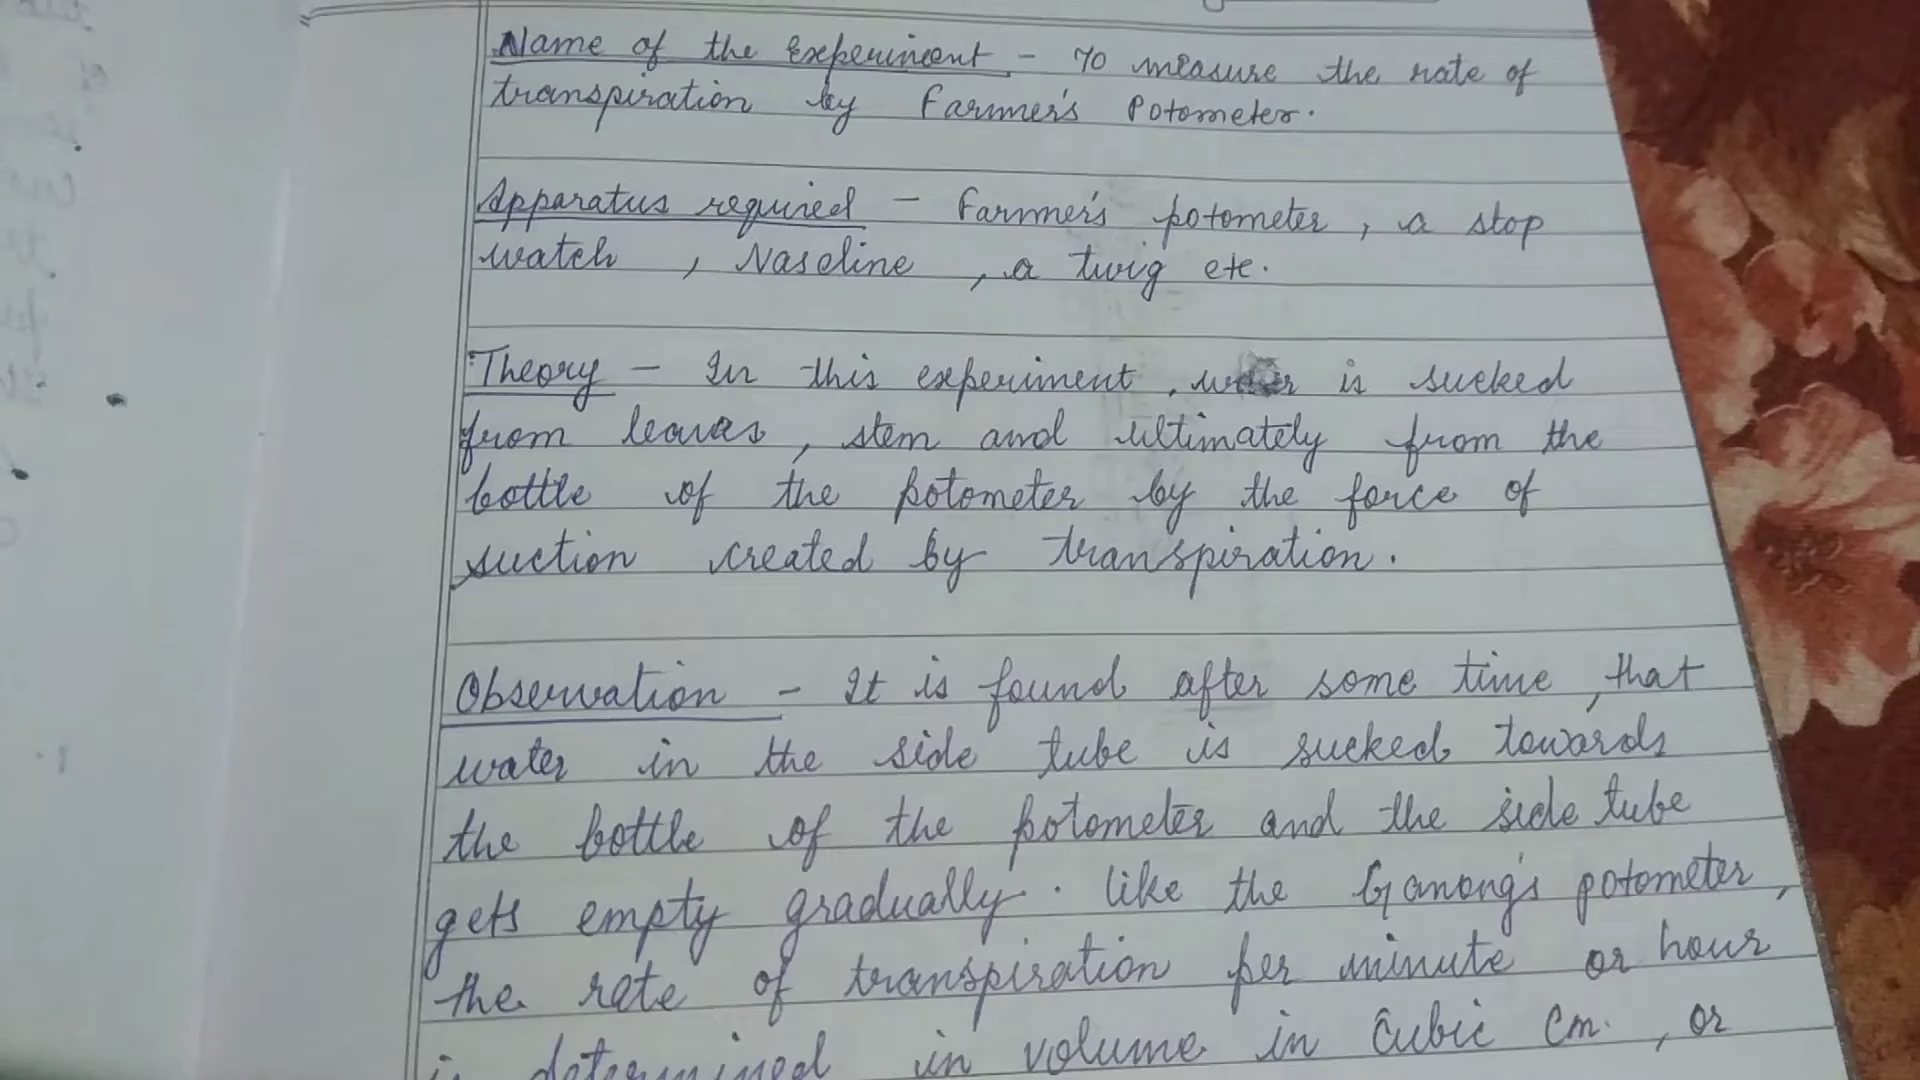 Name of the Experiment - To measure the rate of
transpiration by Farmer's Potometer.
Apparatus required - Farmer's potometer, a stop
watch, Vaseline, a twig etc.
Theory - In this experiment, water is sucked
from leaves, stem and ultimately from the
bottle of the potometer by the force of
suction created by transpiration.
Observation - It is found after some time, that
water in the side tube is sucked towards
the bottle of the potometer and the side tube
gets empty gradually. like the Ganong's potometer,
the rate of transpiration per minute or hour
is determined in volume in cubic cm., or